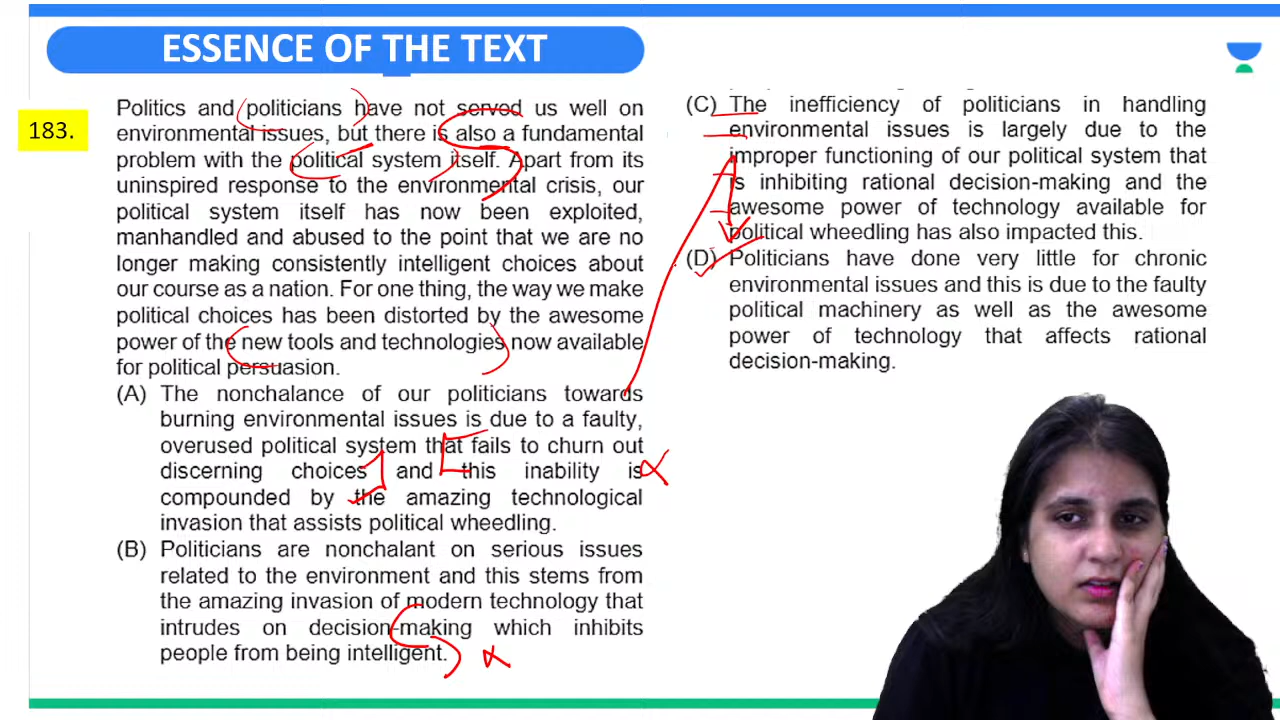 ESSENCE OF THE TEXT
183.
Politics and politicians have not served us well on
environmental issues, but there is also a fundamental
problem with the political system itself. Apart from its
uninspired response to the environmental crisis, our
political system itself has now been exploited,
manhandled and abused to the point that we are no
longer making consistently intelligent choices about
our course as a nation. For one thing, the way we make
political choices has been distorted by the awesome
power of the new tools and technologies now available
for political persuasion.
(A) The nonchalance of our politicians towards
burning environmental issues is due to a faulty,
overused political system that fails to churn out
discerning choices and this inability is
compounded by the amazing technological
invasion that assists political wheedling.
(B) Politicians are nonchalant on serious issues
related to the environment and this stems from
the amazing invasion of modern technology that
intrudes on decision-making which inhibits
people from being intelligent.
(C) The inefficiency of politicians in handling
environmental issues is largely due to the
improper functioning of our political system that
is inhibiting rational decision-making and the
awesome power of technology available for
political wheedling has also impacted this.
(D) Politicians have done very little for chronic
environmental issues and this is due to the faulty
political machinery as well as the awesome
power of technology that affects rational
decision-making.